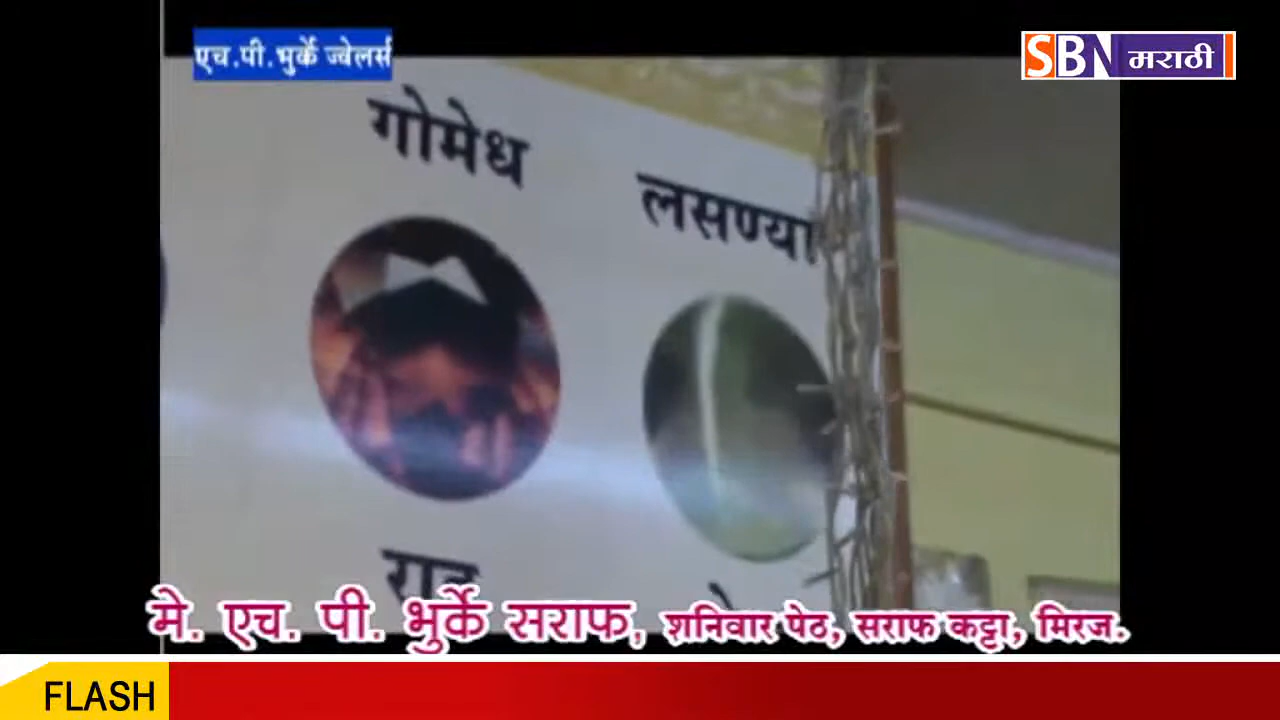 एच.पी.भुर्के ज्वेलर्स
SBN मराठी
गोमेध
लसण्या
मे. एच. पी. भुर्के सराफ, शनिवार पेठ, सराफ कट्टा, मिरज.
FLASH